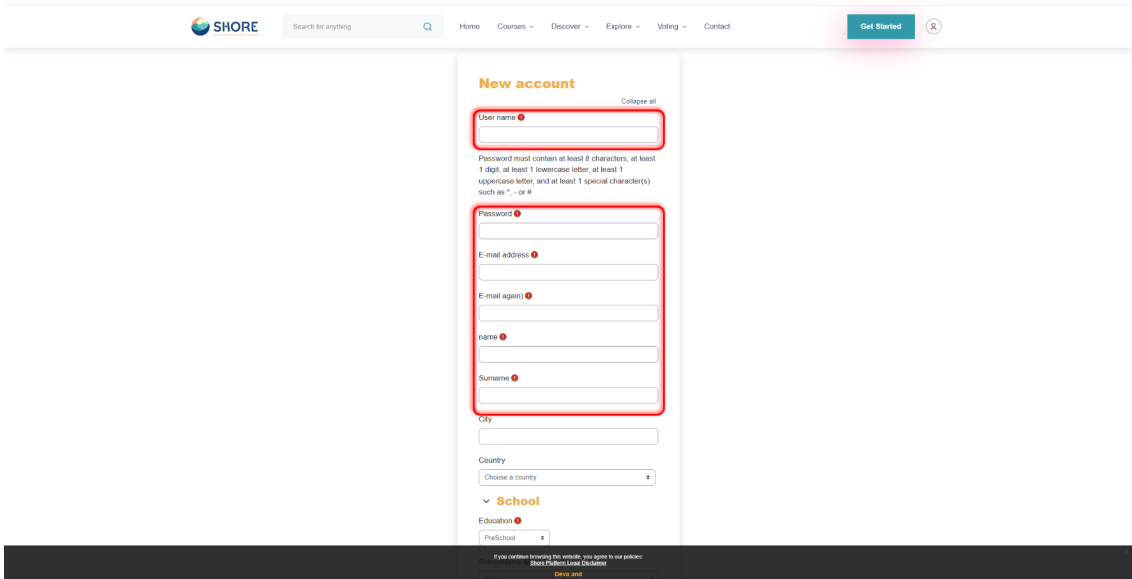 SHORE
Search for anything
Home Courses Discover Explore Voting Contact
Get Started
New account
Collapse all
User name
Password must contain at least 8 characters, at least
1 digit, at least 1 lowercase letter, at least 1
uppercase letter, and at least 1 special character(s)
such as *, - or #
Password
E-mail address
E-mail again)
name
Surname
City
Country
Choose a country
School
Education
PreSchool
If you continue browsing this website, you agree to our policies:
Shore Platform Legal Disclaimer
Deva and